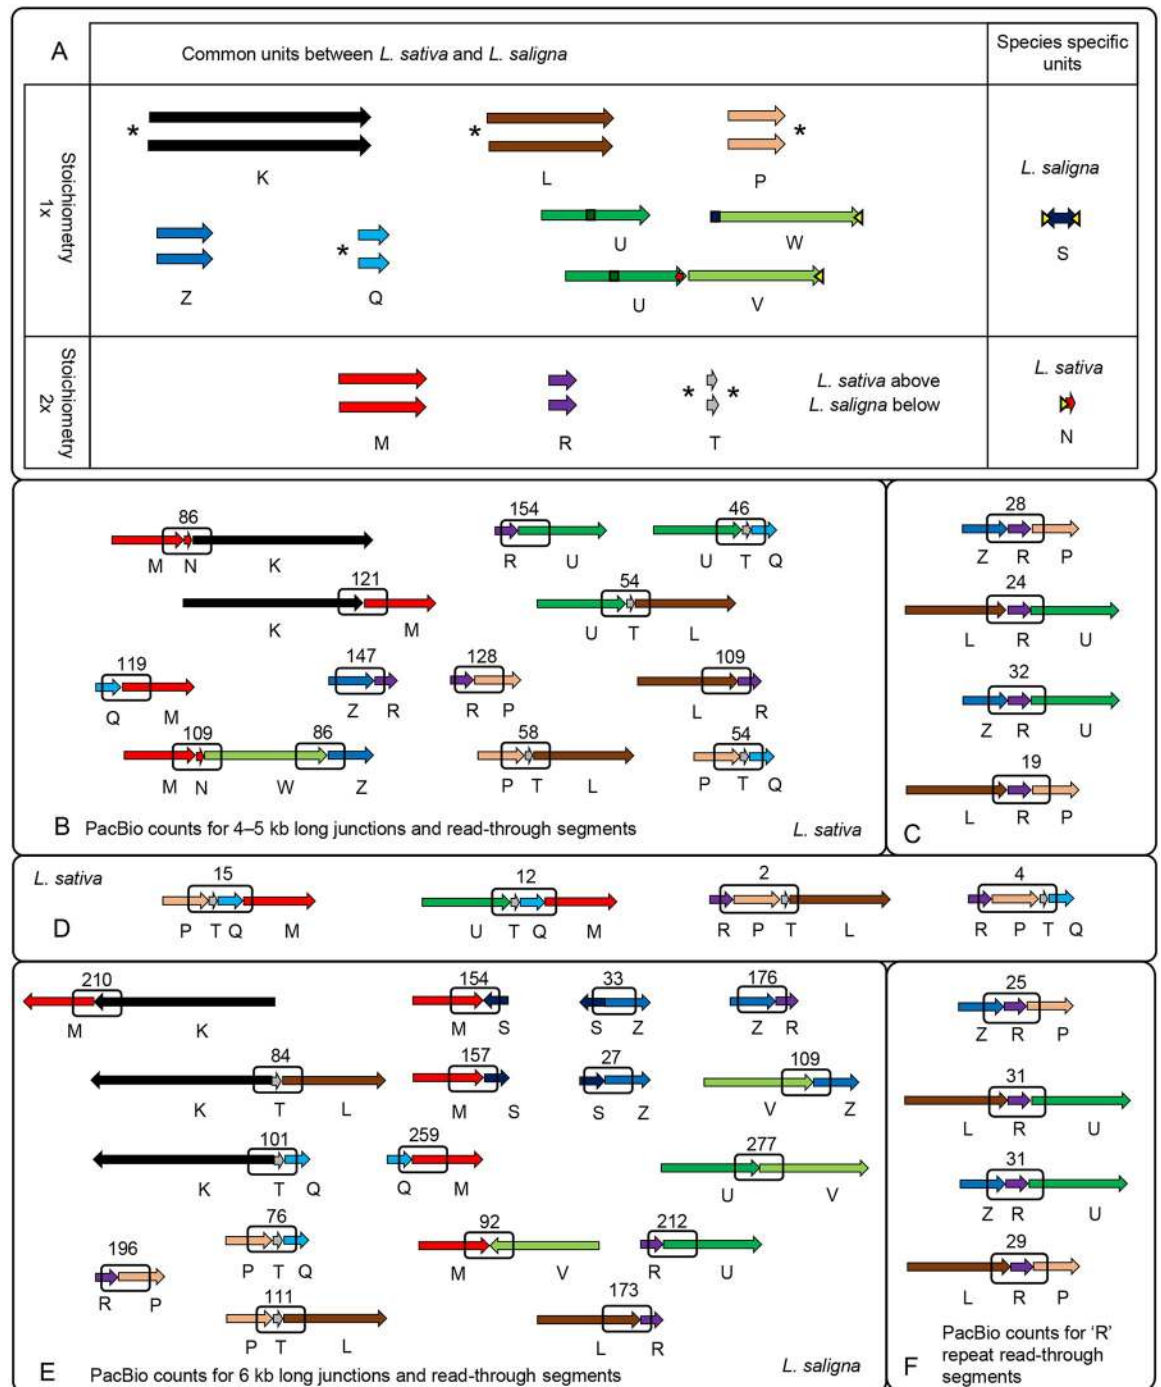 A
Common units between L. sativa and L. saligna
Species specific
units
Stoichiometry
1x
*
K
*
L
P
*
L. saligna
Z
*
Q
U
W
S
U
V
Stoichiometry
2x
M
R
*
T
*
L. sativa above
L. saligna below
L. sativa
N
86
M N K
154
R U
46
U T Q
121
K M
54
U T L
119
Q M
147
Z R
128
R P
109
L R
109
86
M N W Z
58
P T L
54
P T Q
B PacBio counts for 4–5 kb long junctions and read-through segments
L. sativa
28
Z R P
24
L R U
32
Z R U
19
L R P
C
L. sativa
15
P T Q M
12
U T Q M
2
R P T L
4
R P T Q
D
210
M K
154
M S
33
S Z
176
Z R
84
K T L
157
M S
27
S Z
109
V Z
101
K T Q
259
Q M
277
U V
76
P T Q
92
M V
212
R U
196
R P
111
P T L
173
L R
E PacBio counts for 6 kb long junctions and read-through segments
L. saligna
25
Z R P
31
L R U
31
Z R U
29
L R P
F
PacBio counts for ‘R’
repeat read-through
segments